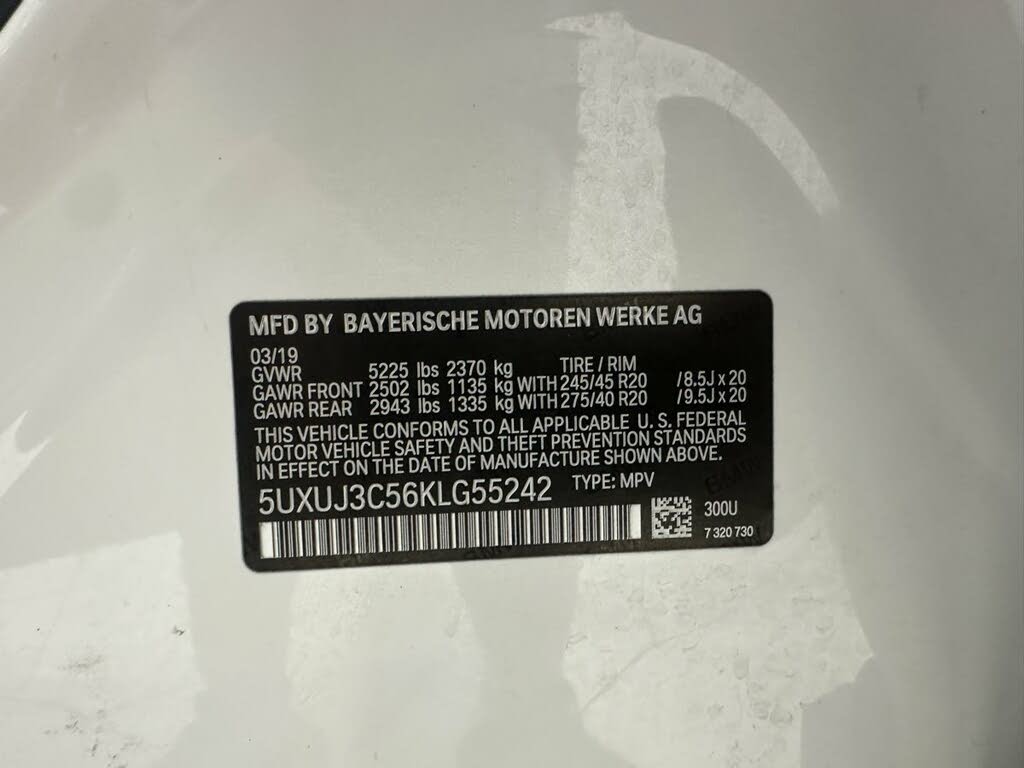 MFD BY BAYERISCHE MOTOREN WERKE AG
03/19
GVWR 5225 lbs 2370 kg TIRE / RIM
GAWR FRONT 2502 lbs 1135 kg WITH 245/45 R20 /8.5J x 20
GAWR REAR 2943 lbs 1335 kg WITH 275/40 R20 /9.5J x 20
THIS VEHICLE CONFORMS TO ALL APPLICABLE U. S. FEDERAL
MOTOR VEHICLE SAFETY AND THEFT PREVENTION STANDARDS
IN EFFECT ON THE DATE OF MANUFACTURE SHOWN ABOVE.
5UXUJ3C56KLG55242 TYPE: MPV
300U
7 320 730